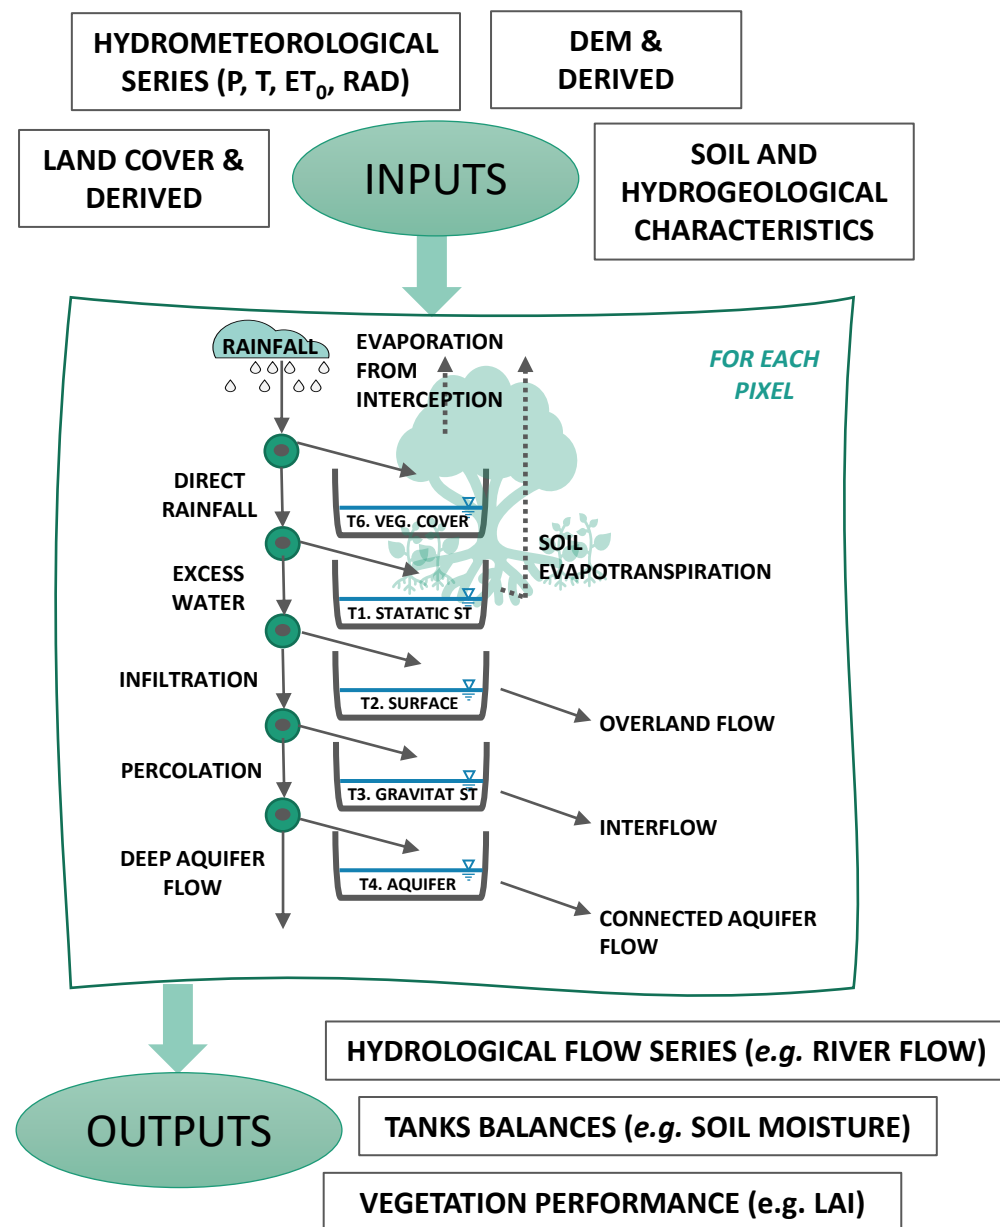 HYDROMETEOROLOGICAL
SERIES (P, T, ET0, RAD)
DEM &
DERIVED
LAND COVER &
DERIVED
INPUTS
SOIL AND
HYDROGEOLOGICAL
CHARACTERISTICS
RAINFALL
EVAPORATION
FROM
INTERCEPTION
FOR EACH
PIXEL
DIRECT
RAINFALL
T6. VEG. COVER
SOIL
EVAPOTRANSPIRATION
EXCESS
WATER
T1. STATATIC ST
INFILTRATION
T2. SURFACE
OVERLAND FLOW
PERCOLATION
T3. GRAVITAT ST
INTERFLOW
DEEP AQUIFER
FLOW
T4. AQUIFER
CONNECTED AQUIFER
FLOW
HYDROLOGICAL FLOW SERIES (e.g. RIVER FLOW)
OUTPUTS
TANKS BALANCES (e.g. SOIL MOISTURE)
VEGETATION PERFORMANCE (e.g. LAI)